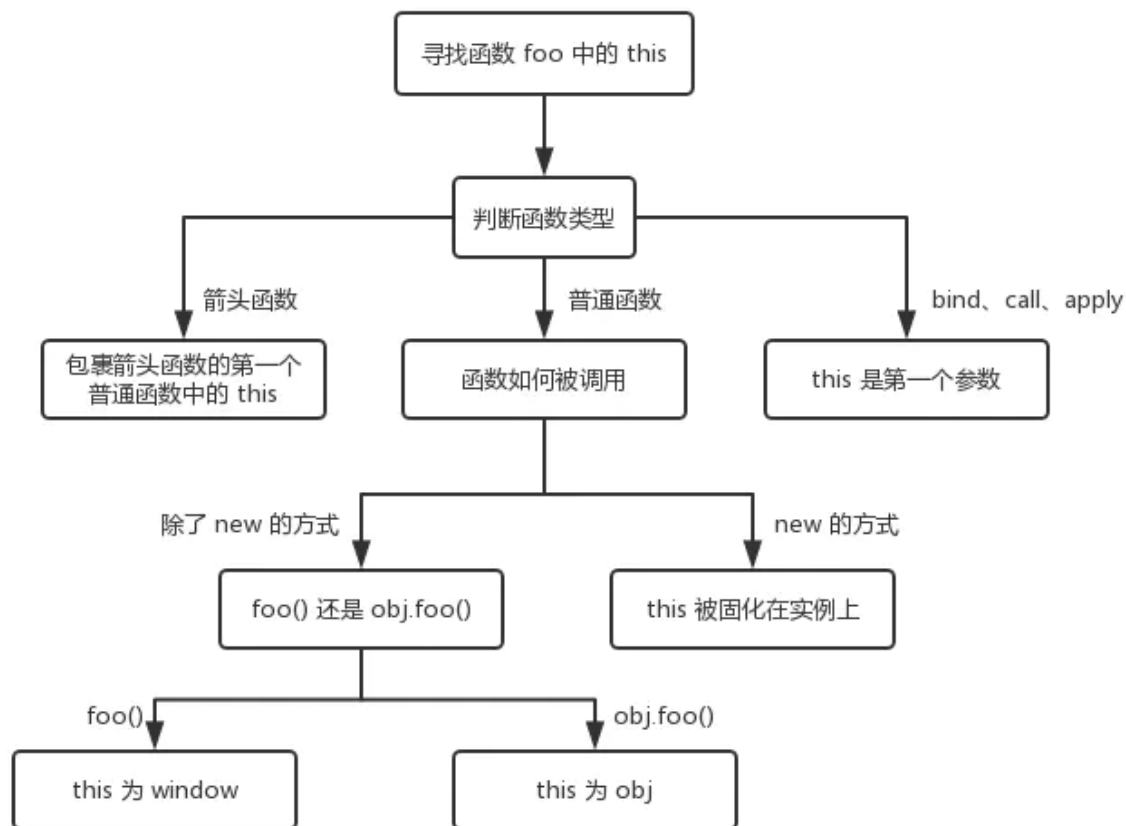 寻找函数 foo 中的 this
判断函数类型
箭头函数
普通函数
bind、call、apply
包裹箭头函数的第一个
普通函数中的 this
函数如何被调用
this 是第一个参数
除了 new 的方式
new 的方式
foo() 还是 obj.foo()
this 被固化在实例上
foo()
obj.foo()
this 为 window
this 为 obj